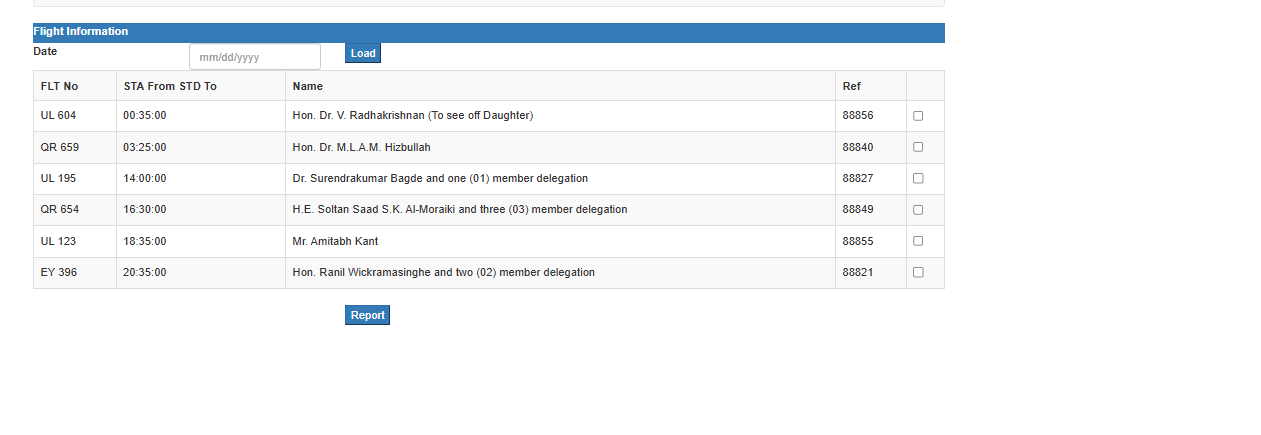 Flight Information
Date mm/dd/yyyy Load
FLT No STA From STD To Name Ref
UL 604 00:35:00 Hon. Dr. V. Radhakrishnan (To see off Daughter) 88856
QR 659 03:25:00 Hon. Dr. M.L.A.M. Hizbullah 88840
UL 195 14:00:00 Dr. Surendrakumar Bagde and one (01) member delegation 88827
QR 654 16:30:00 H.E. Soltan Saad S.K. Al-Moraiki and three (03) member delegation 88849
UL 123 18:35:00 Mr. Amitabh Kant 88855
EY 396 20:35:00 Hon. Ranil Wickramasinghe and two (02) member delegation 88821
Report